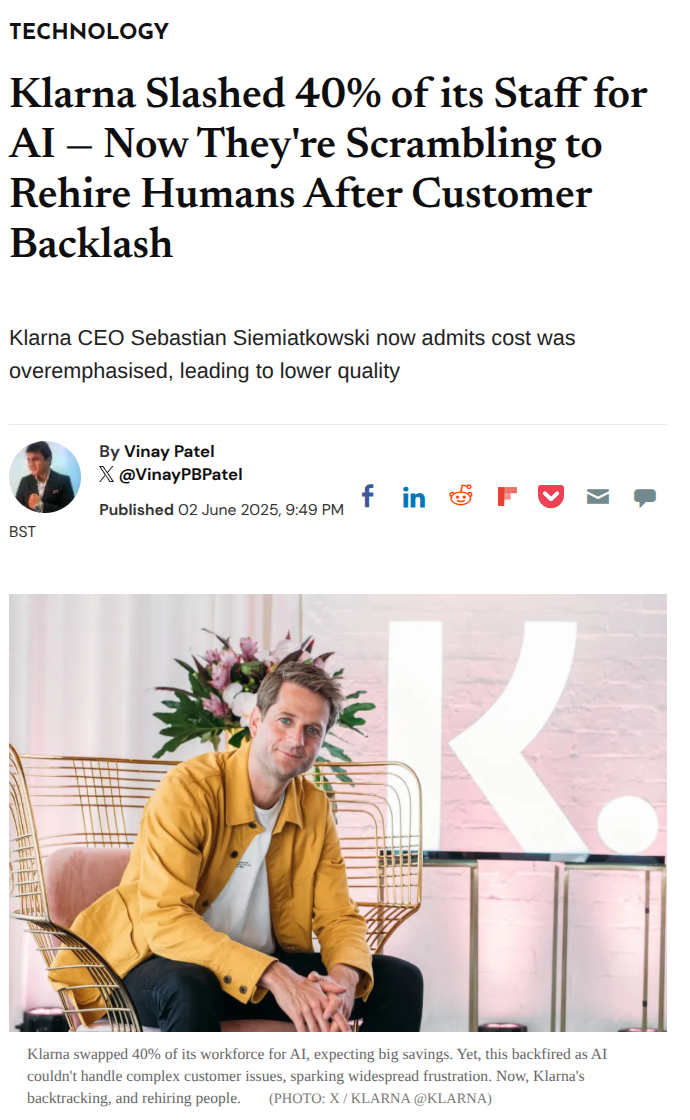 TECHNOLOGY
Klarna Slashed 40% of its Staff for
AI – Now They're Scrambling to
Rehire Humans After Customer
Backlash
Klarna CEO Sebastian Siemiatkowski now admits cost was
overemphasised, leading to lower quality
By Vinay Patel
𝕏 @VinayPBPatel
Published 02 June 2025, 9:49 PM
BST
K.
Klarna swapped 40% of its workforce for AI, expecting big savings. Yet, this backfired as AI
couldn't handle complex customer issues, sparking widespread frustration. Now, Klarna's
backtracking, and rehiring people. (PHOTO: X / KLARNA @KLARNA)